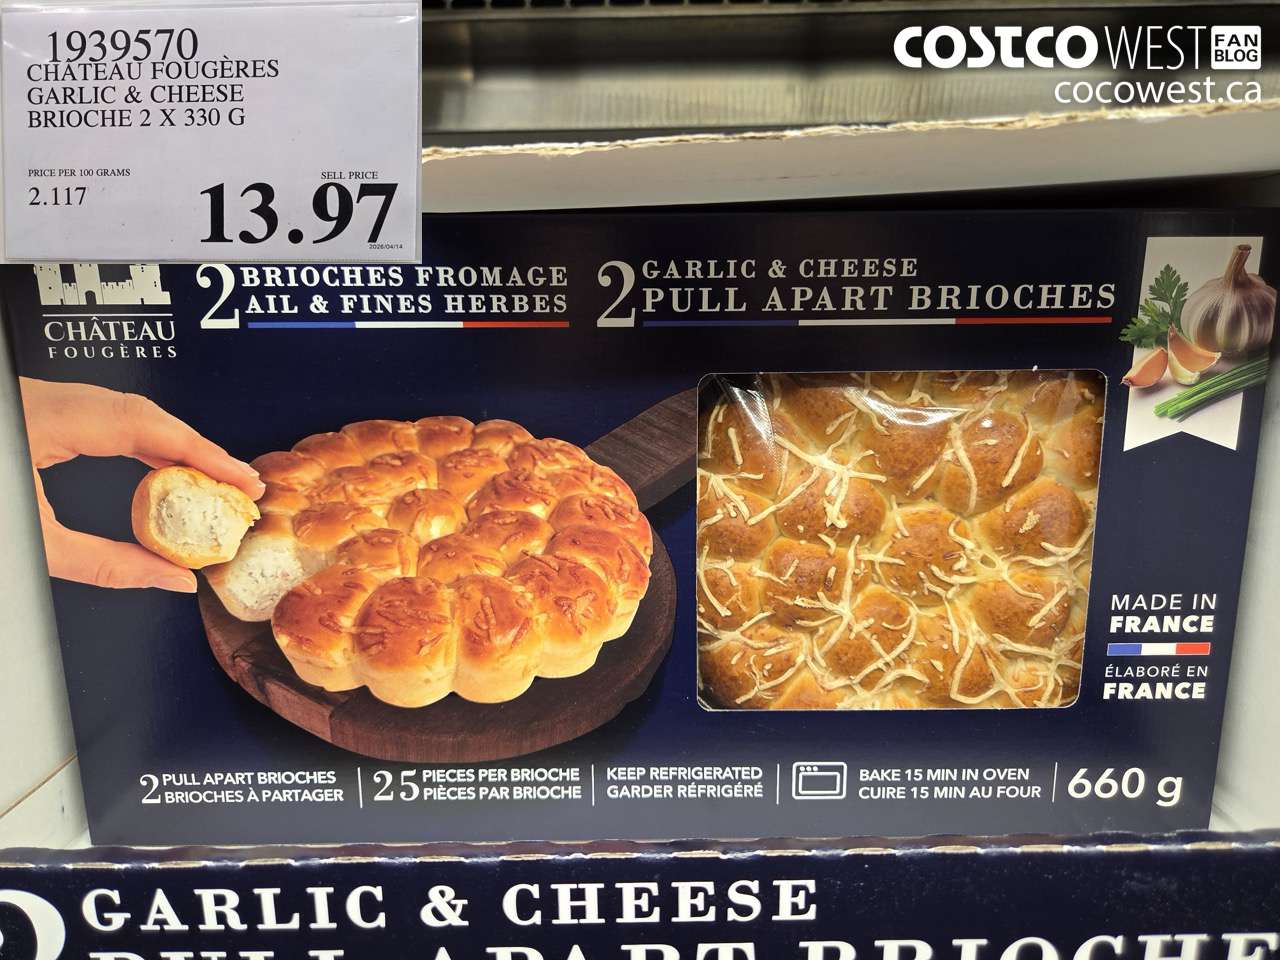 1939570
CHÂTEAU FOUGÈRES
GARLIC & CHEESE
BRIOCHE 2 X 330 G
PRICE PER 100 GRAMS
2.117
SELL PRICE
13.97
2026/04/14
COSTCO WEST FAN BLOG
cocowest.ca
CHÂTEAU
FOUGÈRES
2 BRIOCHES FROMAGE
AIL & FINES HERBES
2 GARLIC & CHEESE
PULL APART BRIOCHES
MADE IN
FRANCE
ÉLABORÉ EN
FRANCE
2 PULL APART BRIOCHES
BRIOCHES À PARTAGER
25 PIECES PER BRIOCHE
PIÈCES PAR BRIOCHE
KEEP REFRIGERATED
GARDER RÉFRIGÉRÉ
BAKE 15 MIN IN OVEN
CUIRE 15 MIN AU FOUR
660 g
2 GARLIC & CHEESE
PULL APART BRIOCHE